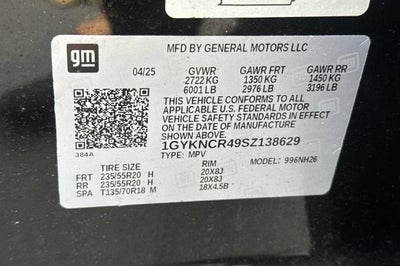 gm
MFD BY GENERAL MOTORS LLC
04/25 GVWR GAWR FRT GAWR RR
2722 KG 1350 KG 1450 KG
6001 LB 2976 LB 3196 LB
THIS VEHICLE CONFORMS TO ALL
APPLICABLE U.S. FEDERAL MOTOR
VEHICLE SAFETY STANDARDS IN EFFECT
ON THE DATE OF MANUFACTURE
SHOWN ABOVE.
384A
1GYKNCR49SZ138629
TYPE: MPV MODEL: 996NH26
TIRE SIZE RIM
FRT 235/55R20 H 20X8J
RR 235/55R20 H 20X8J
SPA T135/70R18 M 18X4.5B